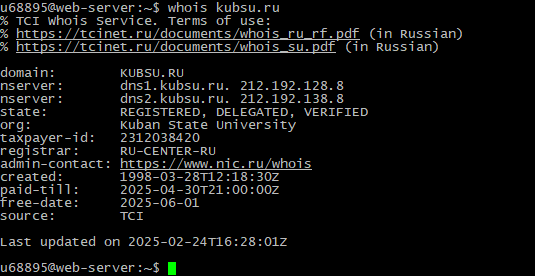 u68895@web-server:~$ whois kubsu.ru
% TCI Whois Service. Terms of use:
% https://tcinet.ru/documents/whois_ru_rf.pdf (in Russian)
% https://tcinet.ru/documents/whois_su.pdf (in Russian)
domain: KUBSU.RU
nserver: dns1.kubsu.ru. 212.192.128.8
nserver: dns2.kubsu.ru. 212.192.138.8
state: REGISTERED, DELEGATED, VERIFIED
org: Kuban State University
taxpayer-id: 2312038420
registrar: RU-CENTER-RU
admin-contact: https://www.nic.ru/whois
created: 1998-03-28T12:18:30Z
paid-till: 2025-04-30T21:00:00Z
free-date: 2025-06-01
source: TCI
Last updated on 2025-02-24T16:28:01Z
u68895@web-server:~$